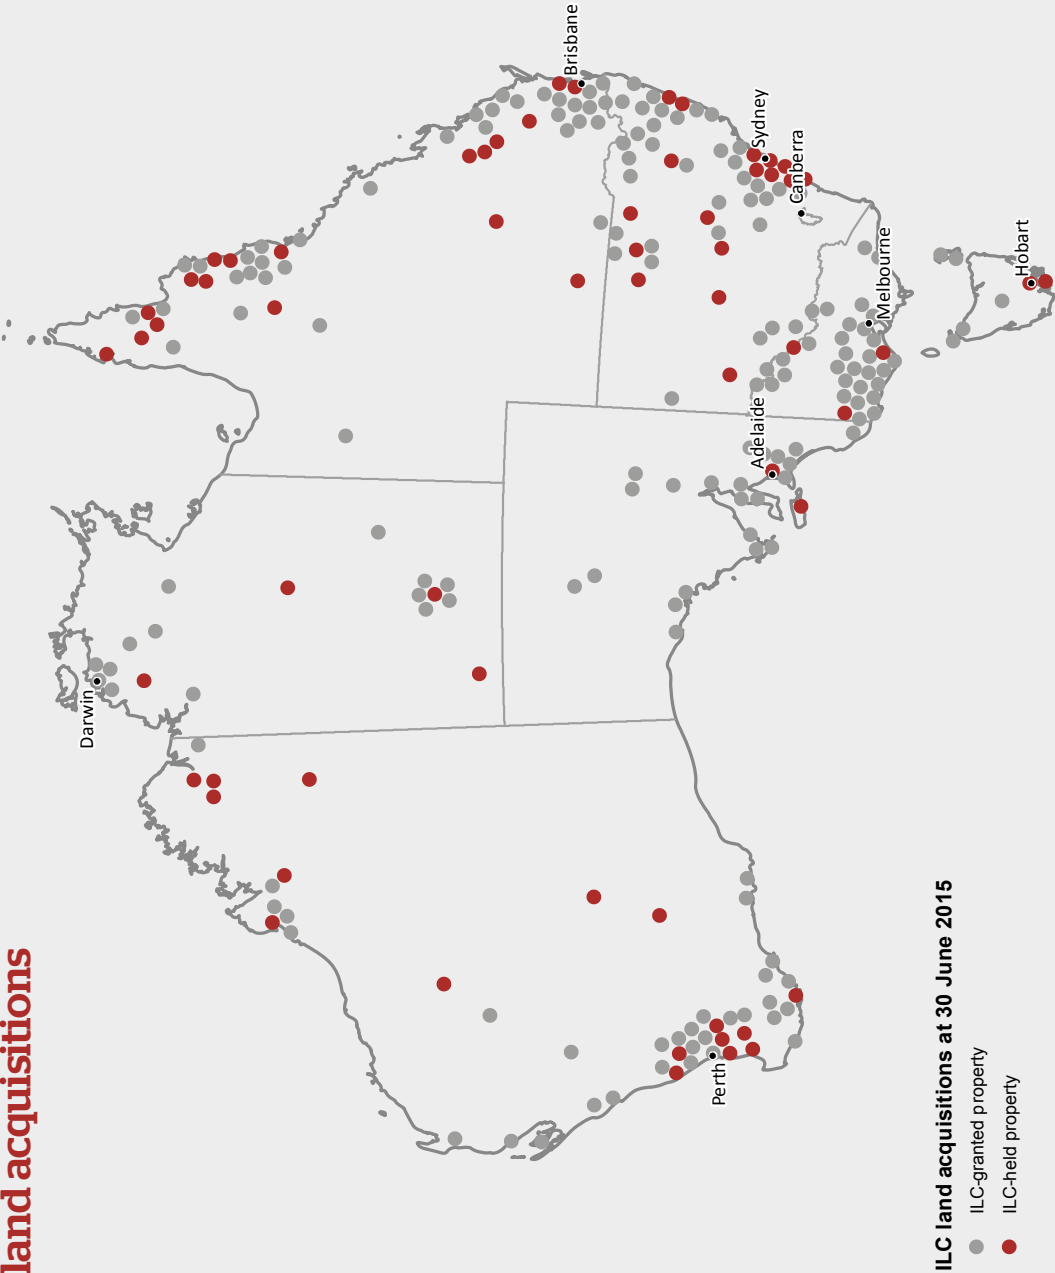 land acquisitions
Darwin
Brisbane
Sydney
Canberra
Melbourne
Hobart
Adelaide
Perth
ILC land acquisitions at 30 June 2015
ILC-granted property
ILC-held property